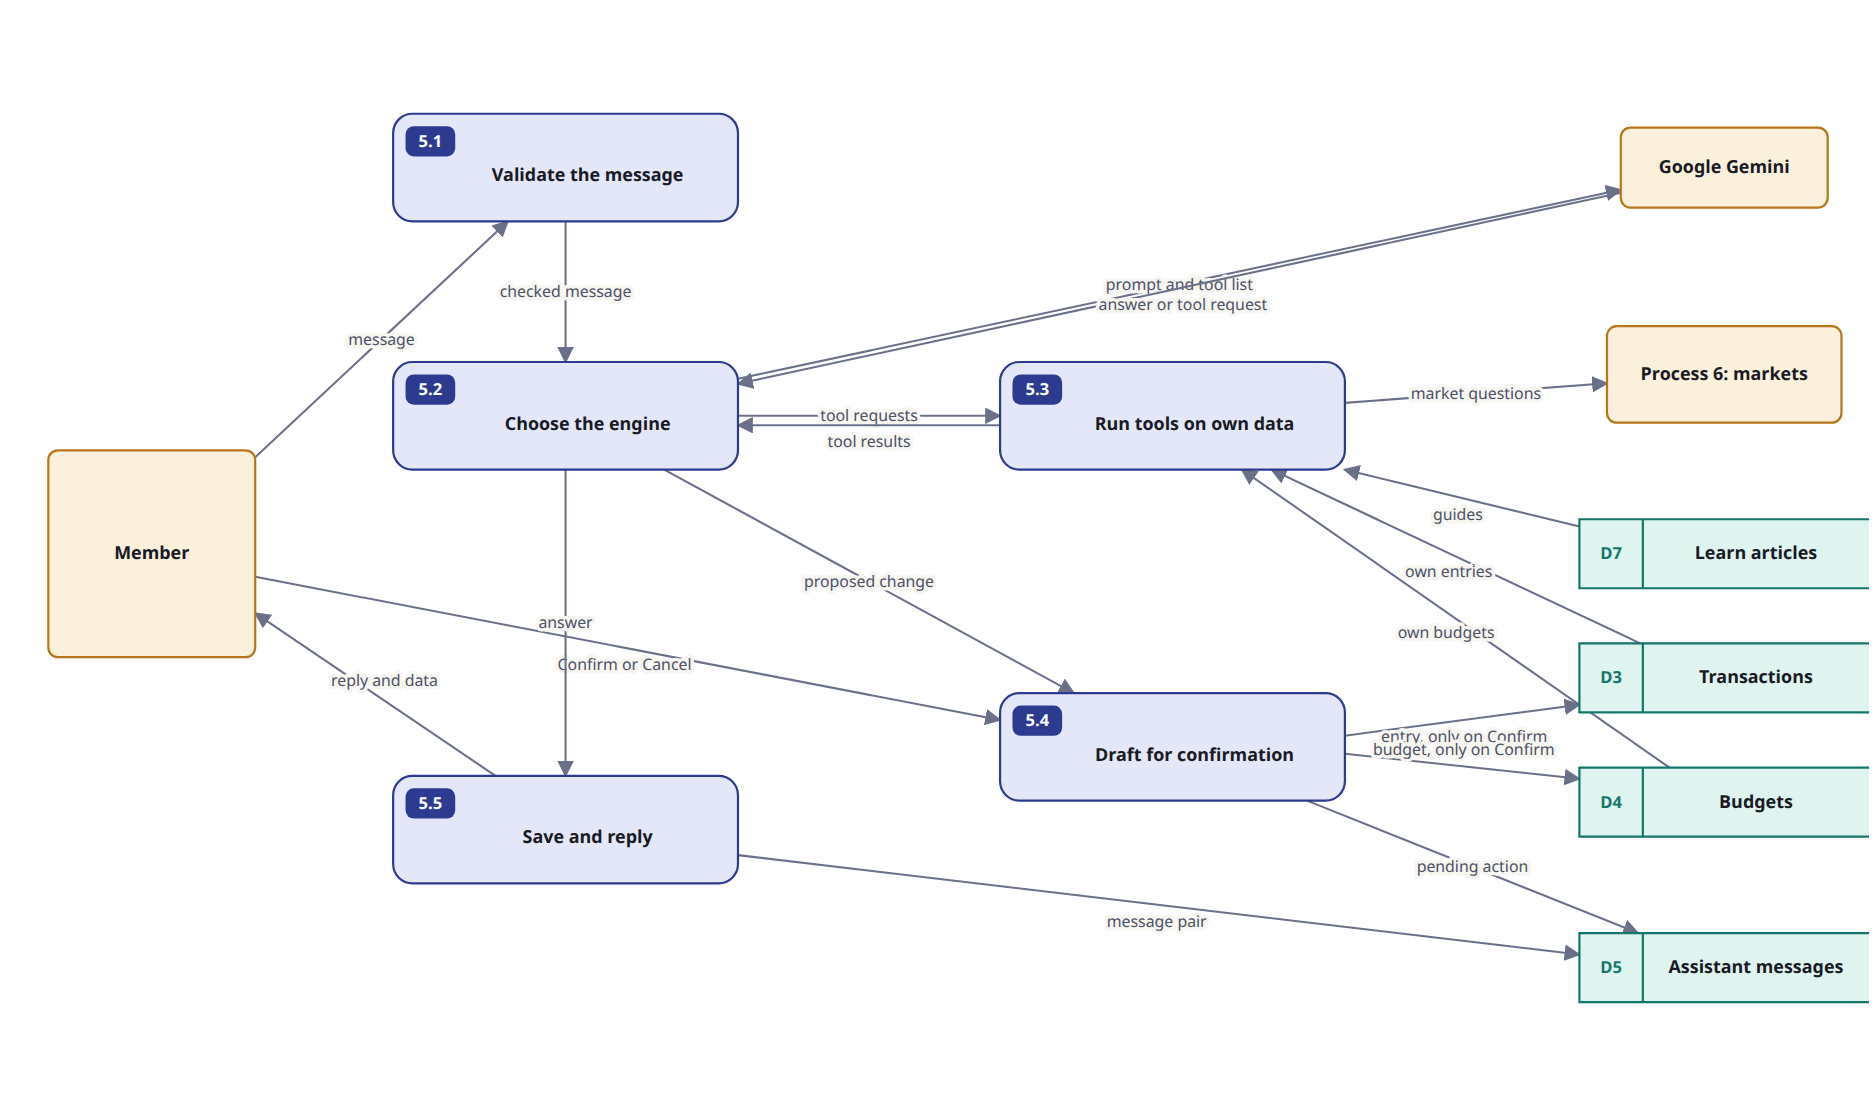 5.1
Validate the message
Google Gemini
prompt and tool list
answer or tool request
checked message
message
5.2
Choose the engine
tool requests
tool results
5.3
Run tools on own data
market questions
Process 6: markets
Member
guides
D7
Learn articles
own entries
proposed change
answer
own budgets
Confirm or Cancel
reply and data
D3
Transactions
5.4
Draft for confirmation
entry, only on Confirm
budget, only on Confirm
D4
Budgets
5.5
Save and reply
pending action
message pair
D5
Assistant messages